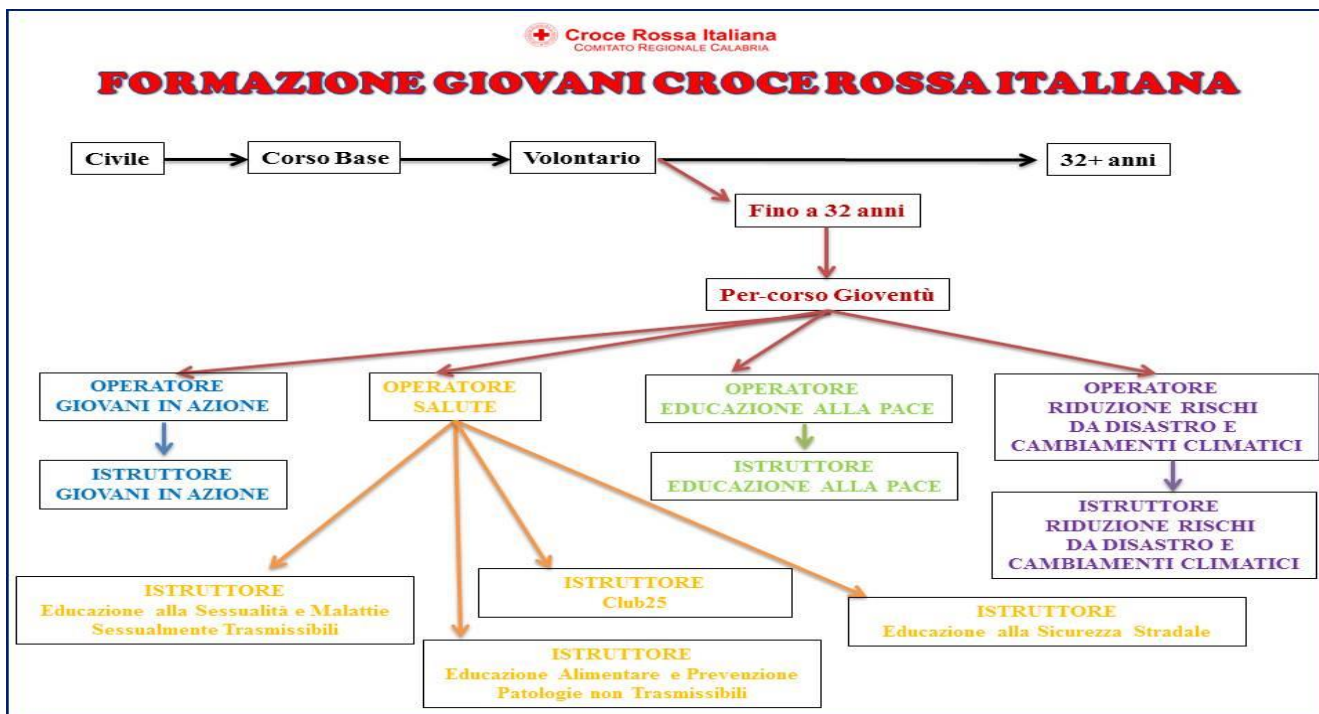 Croce Rossa Italiana
COMITATO REGIONALE CALABRIA
FORMAZIONE GIOVANI CROCE ROSSA ITALIANA
Civile
Corso Base
Volontario
32+ anni
Fino a 32 anni
Per-corso Gioventù
OPERATORE
GIOVANI IN AZIONE
OPERATORE
SALUTE
OPERATORE
EDUCAZIONE ALLA PACE
OPERATORE
RIDUZIONE RISCHI
DA DISASTRO E
CAMBIAMENTI CLIMATICI
ISTRUTTORE
GIOVANI IN AZIONE
ISTRUTTORE
EDUCAZIONE ALLA PACE
ISTRUTTORE
RIDUZIONE RISCHI
DA DISASTRO E
CAMBIAMENTI CLIMATICI
ISTRUTTORE
Educazione alla Sessualità e Malattie
Sessualmente Trasmissibili
ISTRUTTORE
Club25
ISTRUTTORE
Educazione alla Sicurezza Stradale
ISTRUTTORE
Educazione Alimentare e Prevenzione
Patologie non Trasmissibili